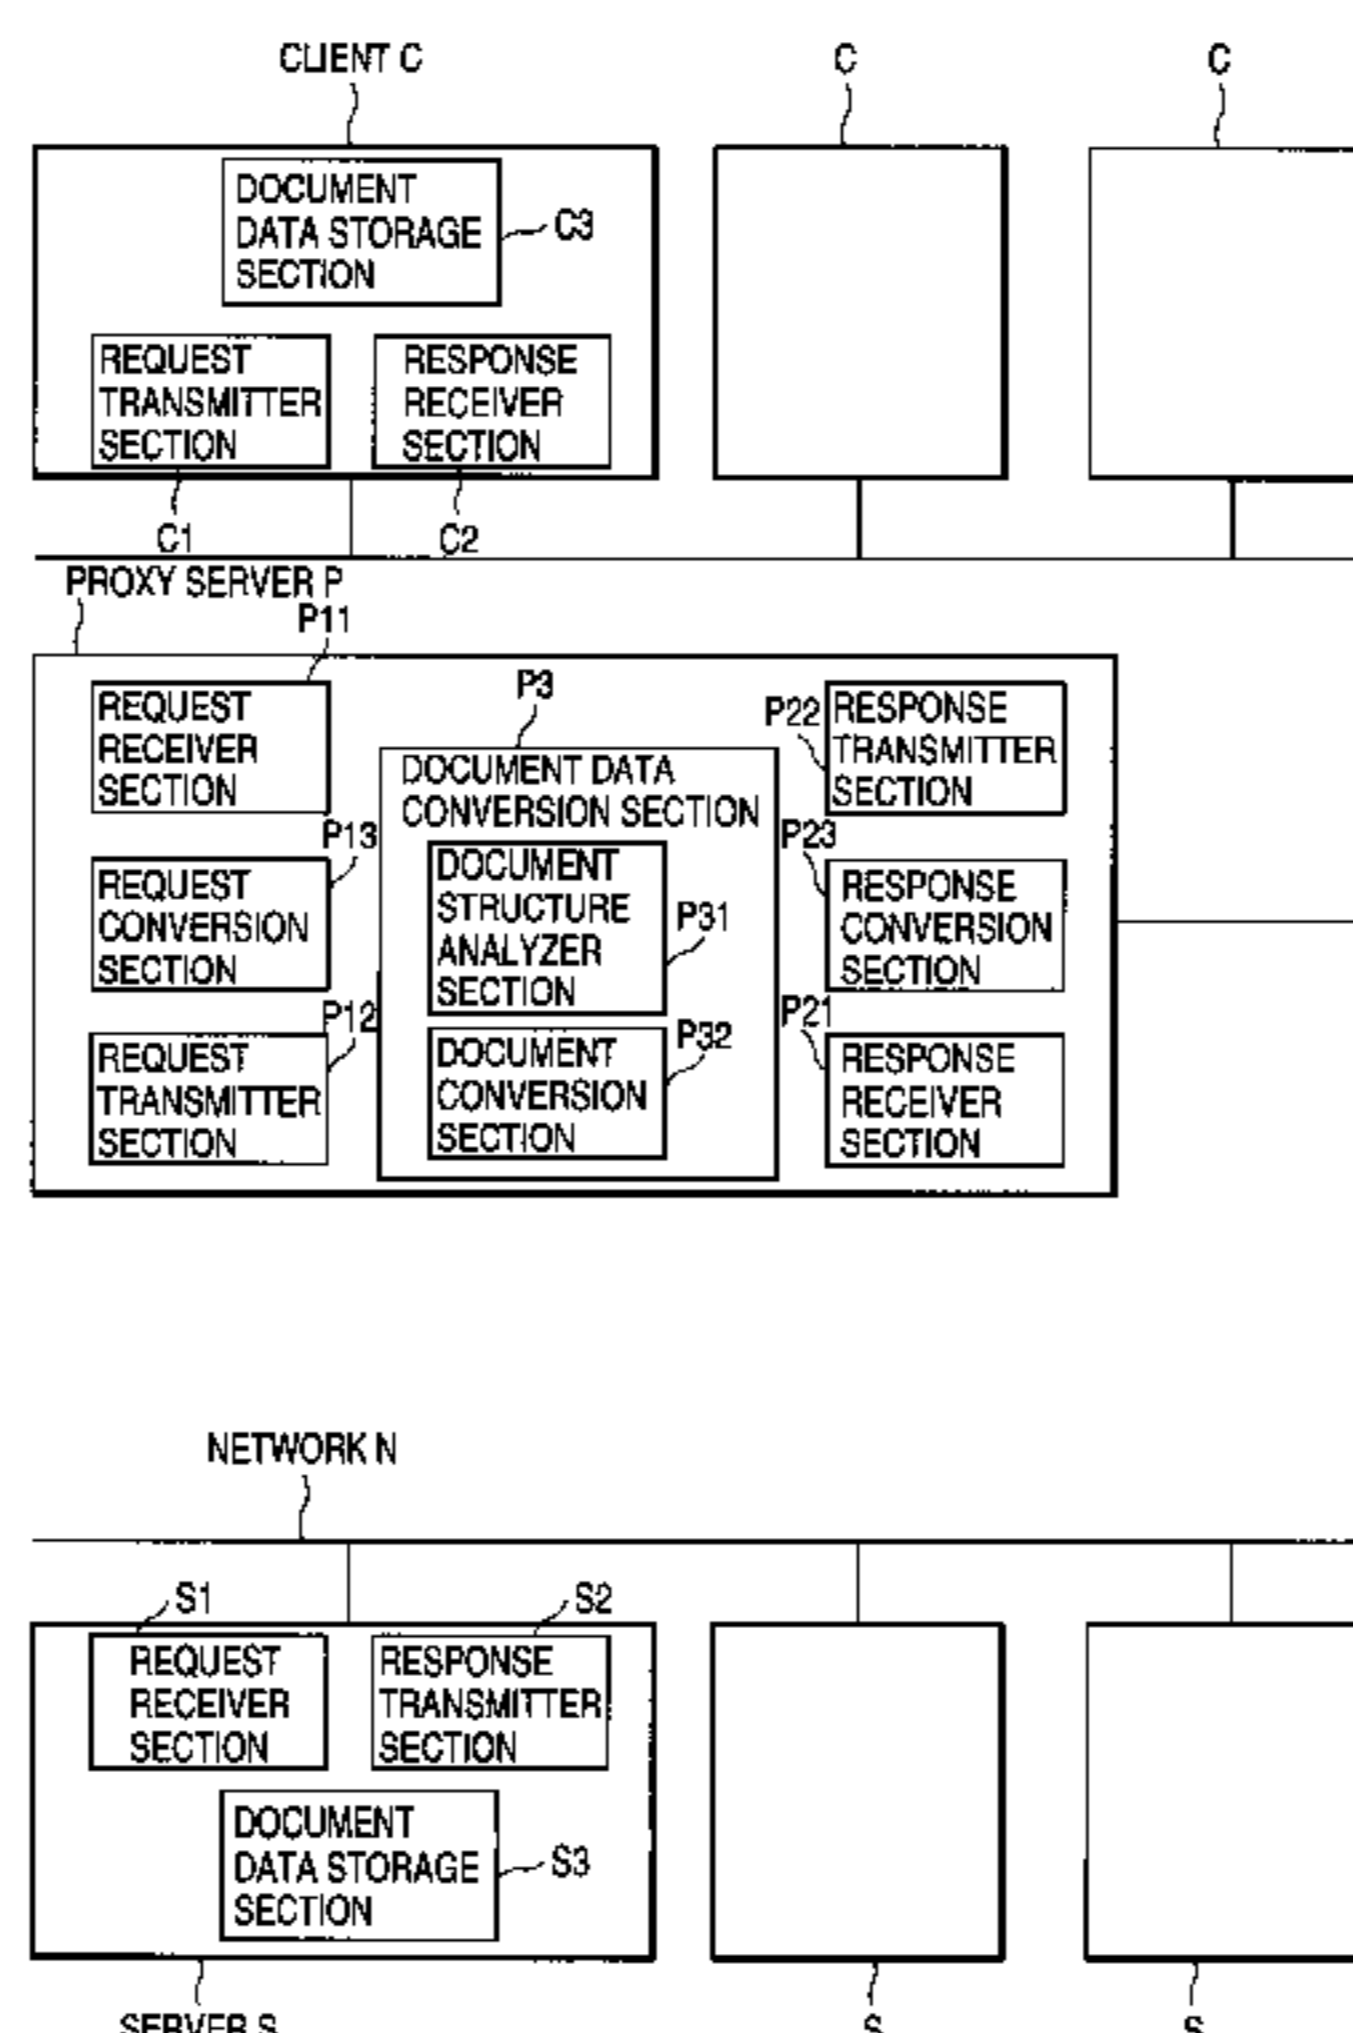 CLIENT C
C
C
DOCUMENT
DATA STORAGE
SECTION
C3
REQUEST
TRANSMITTER
SECTION
RESPONSE
RECEIVER
SECTION
C1
C2
PROXY SERVER P
P11
REQUEST
RECEIVER
SECTION
P13
REQUEST
CONVERSION
SECTION
P12
REQUEST
TRANSMITTER
SECTION
P3
DOCUMENT DATA
CONVERSION SECTION
DOCUMENT
STRUCTURE
ANALYZER
SECTION
P31
DOCUMENT
CONVERSION
SECTION
P32
P22
RESPONSE
TRANSMITTER
SECTION
P23
RESPONSE
CONVERSION
SECTION
P21
RESPONSE
RECEIVER
SECTION
NETWORK N
S1
REQUEST
RECEIVER
SECTION
S2
RESPONSE
TRANSMITTER
SECTION
DOCUMENT
DATA STORAGE
SECTION
S3
SERVER S
S
S